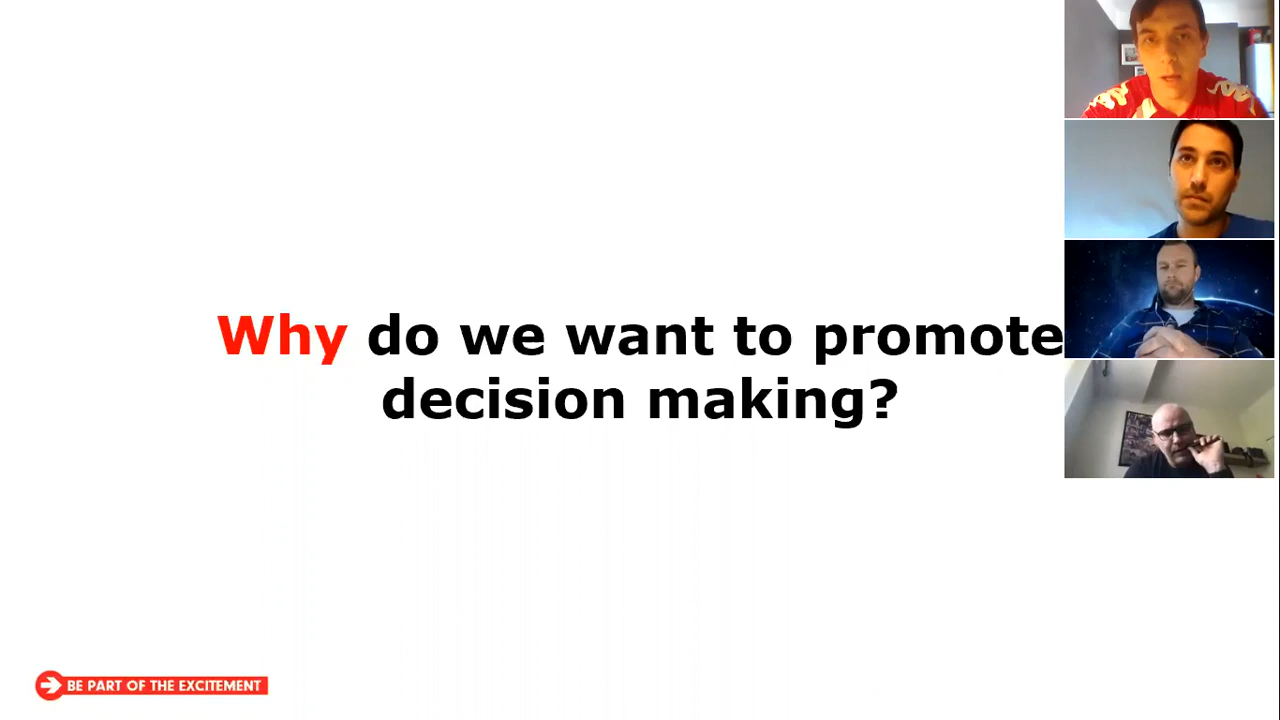 Why do we want to promote
decision making?
BE PART OF THE EXCITEMENT